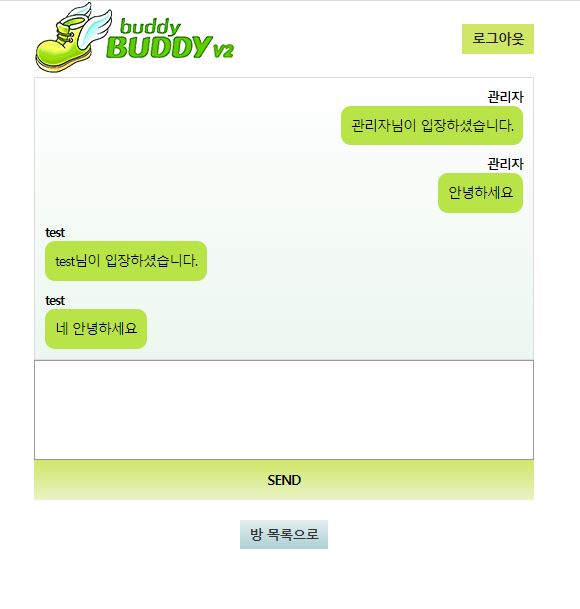 buddy
BUDDY V2
로그아웃
관리자
관리자님이 입장하셨습니다.
관리자
안녕하세요
test
test님이 입장하셨습니다.
test
네 안녕하세요
SEND
방 목록으로